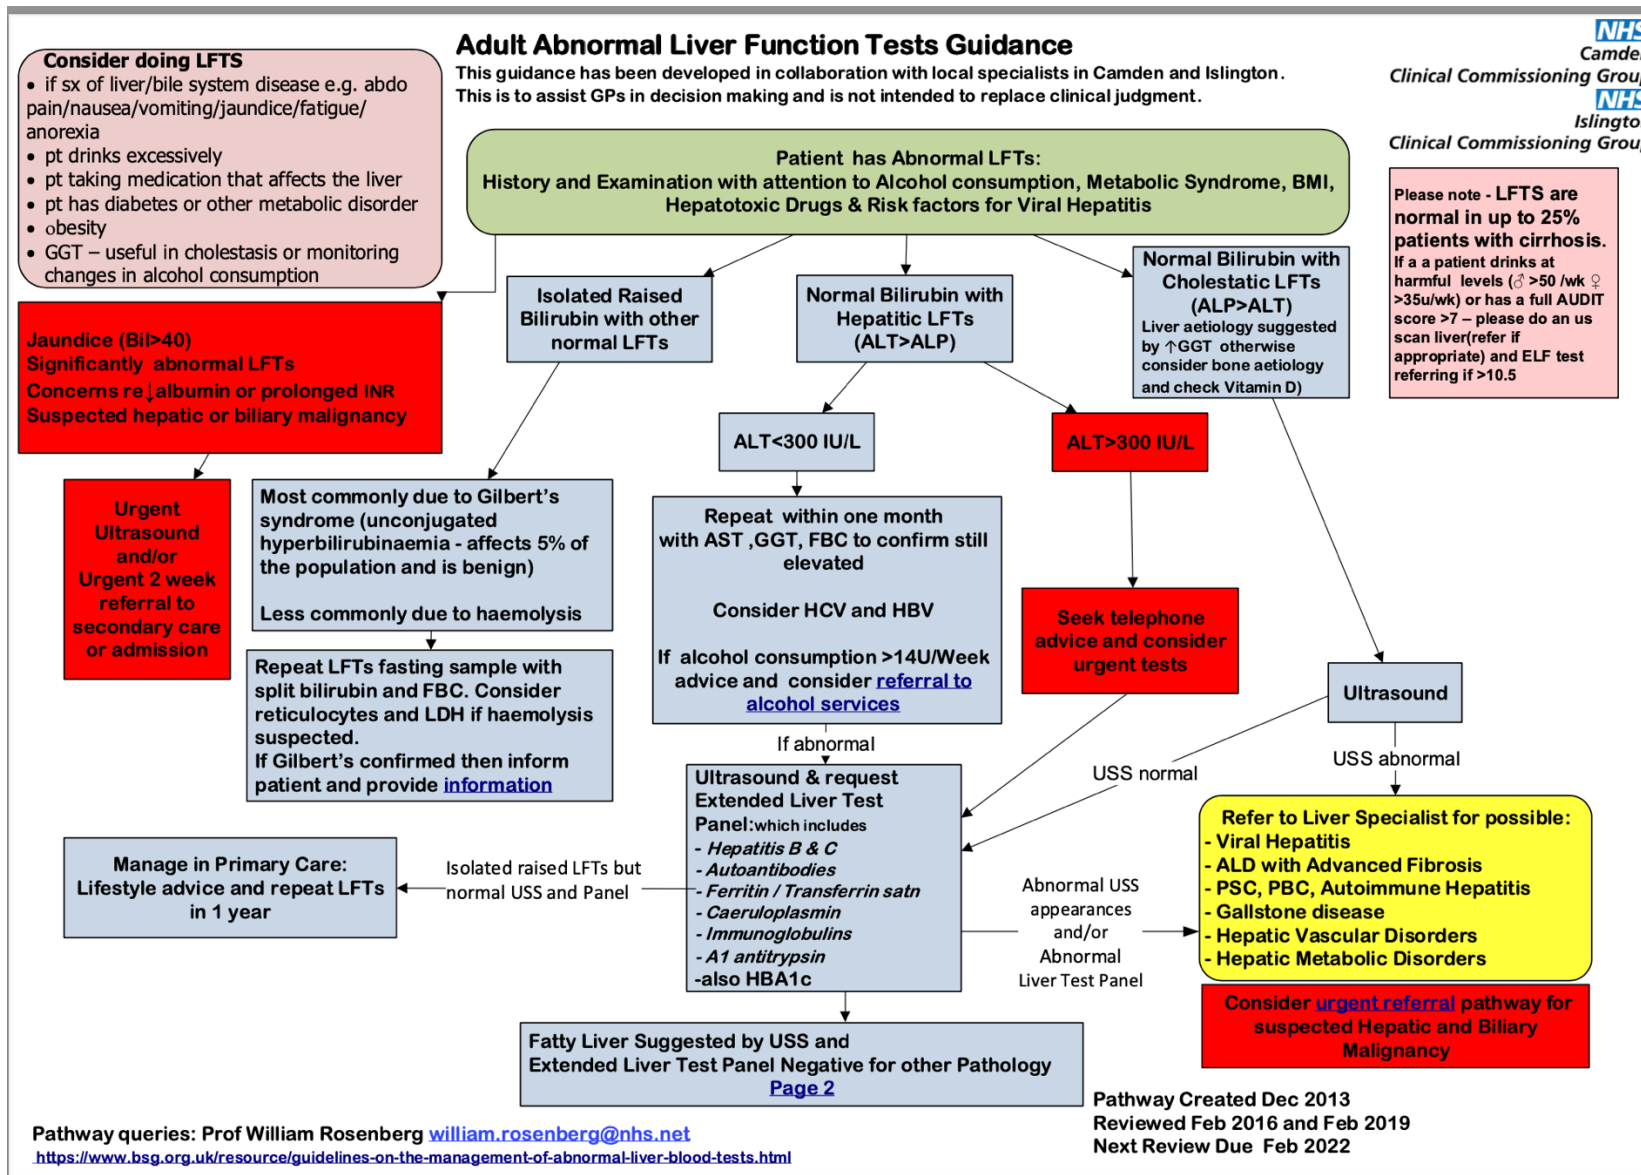 Adult Abnormal Liver Function Tests Guidance
This guidance has been developed in collaboration with local specialists in Camden and Islington.
This is to assist GPs in decision making and is not intended to replace clinical judgment.
NHS
Camden
Clinical Commissioning Group
NHS
Islington
Clinical Commissioning Group
Consider doing LFTS
• if sx of liver/bile system disease e.g. abdo
pain/nausea/vomiting/jaundice/fatigue/
anorexia
• pt drinks excessively
• pt taking medication that affects the liver
• pt has diabetes or other metabolic disorder
• obesity
• GGT – useful in cholestasis or monitoring
changes in alcohol consumption
Patient has Abnormal LFTs:
History and Examination with attention to Alcohol consumption, Metabolic Syndrome, BMI,
Hepatotoxic Drugs & Risk factors for Viral Hepatitis
Please note - LFTS are
normal in up to 25%
patients with cirrhosis.
If a a patient drinks at
harmful levels (♂ >50 /wk ♀
>35u/wk) or has a full AUDIT
score >7 – please do an us
scan liver(refer if
appropriate) and ELF test
referring if >10.5
Jaundice (Bil>40)
Significantly abnormal LFTs
Concerns re↓albumin or prolonged INR
Suspected hepatic or biliary malignancy
Isolated Raised
Bilirubin with other
normal LFTs
Normal Bilirubin with
Hepatitic LFTs
(ALT>ALP)
Normal Bilirubin with
Cholestatic LFTs
(ALP>ALT)
Liver aetiology suggested
by ↑GGT otherwise
consider bone aetiology
and check Vitamin D)
ALT<300 IU/L
ALT>300 IU/L
Urgent
Ultrasound
and/or
Urgent 2 week
referral to
secondary care
or admission
Most commonly due to Gilbert's
syndrome (unconjugated
hyperbilirubinaemia - affects 5% of
the population and is benign)
Less commonly due to haemolysis
Repeat within one month
with AST ,GGT, FBC to confirm still
elevated
Consider HCV and HBV
If alcohol consumption >14U/Week
advice and consider referral to
alcohol services
Seek telephone
advice and consider
urgent tests
Ultrasound
Repeat LFTs fasting sample with
split bilirubin and FBC. Consider
reticulocytes and LDH if haemolysis
suspected.
If Gilbert's confirmed then inform
patient and provide information
If abnormal
USS normal
USS abnormal
Ultrasound & request
Extended Liver Test
Panel:which includes
- Hepatitis B & C
- Autoantibodies
- Ferritin / Transferrin satn
- Caeruloplasmin
- Immunoglobulins
- A1 antitrypsin
-also HBA1c
Isolated raised LFTs but
normal USS and Panel
Manage in Primary Care:
Lifestyle advice and repeat LFTs
in 1 year
Abnormal USS
appearances
and/or
Abnormal
Liver Test Panel
Refer to Liver Specialist for possible:
- Viral Hepatitis
- ALD with Advanced Fibrosis
- PSC, PBC, Autoimmune Hepatitis
- Gallstone disease
- Hepatic Vascular Disorders
- Hepatic Metabolic Disorders
Consider urgent referral pathway for
suspected Hepatic and Biliary
Malignancy
Fatty Liver Suggested by USS and
Extended Liver Test Panel Negative for other Pathology
Page 2
Pathway Created Dec 2013
Reviewed Feb 2016 and Feb 2019
Next Review Due Feb 2022
Pathway queries: Prof William Rosenberg william.rosenberg@nhs.net
https://www.bsg.org.uk/resource/guidelines-on-the-management-of-abnormal-liver-blood-tests.html